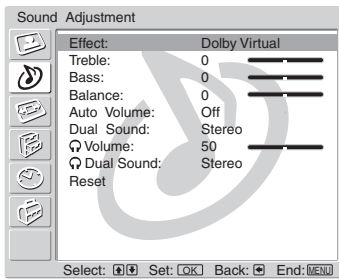 Sound Adjustment
Effect: Dolby Virtual
Treble: 0
Bass: 0
Balance: 0
Auto Volume: Off
Dual Sound: Stereo
Volume: 50
Dual Sound: Stereo
Reset
Select: Set: OK Back: End: MENU